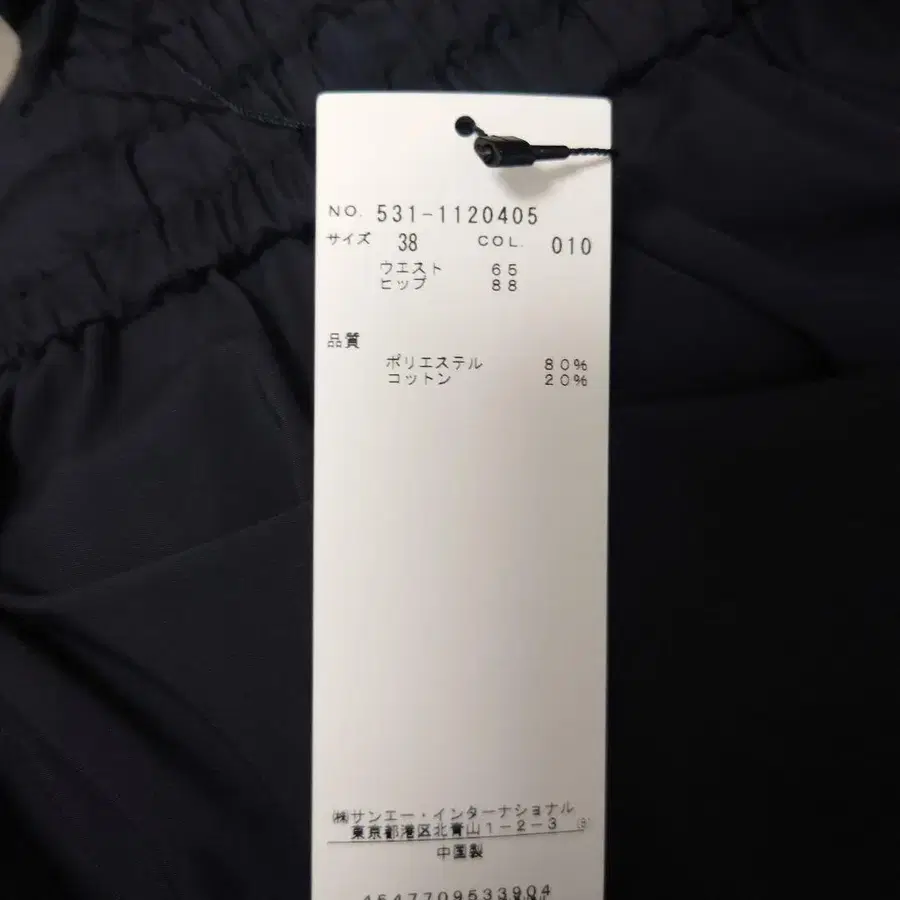 NO. 531-1120405
サイズ 38 COL. 010
ウエスト 65
ヒップ 88
品質
ポリエステル 80%
コットン 20%
㈱サンエー・インターナショナル
東京都港区北青山1-2-3
中国製
4547709533904